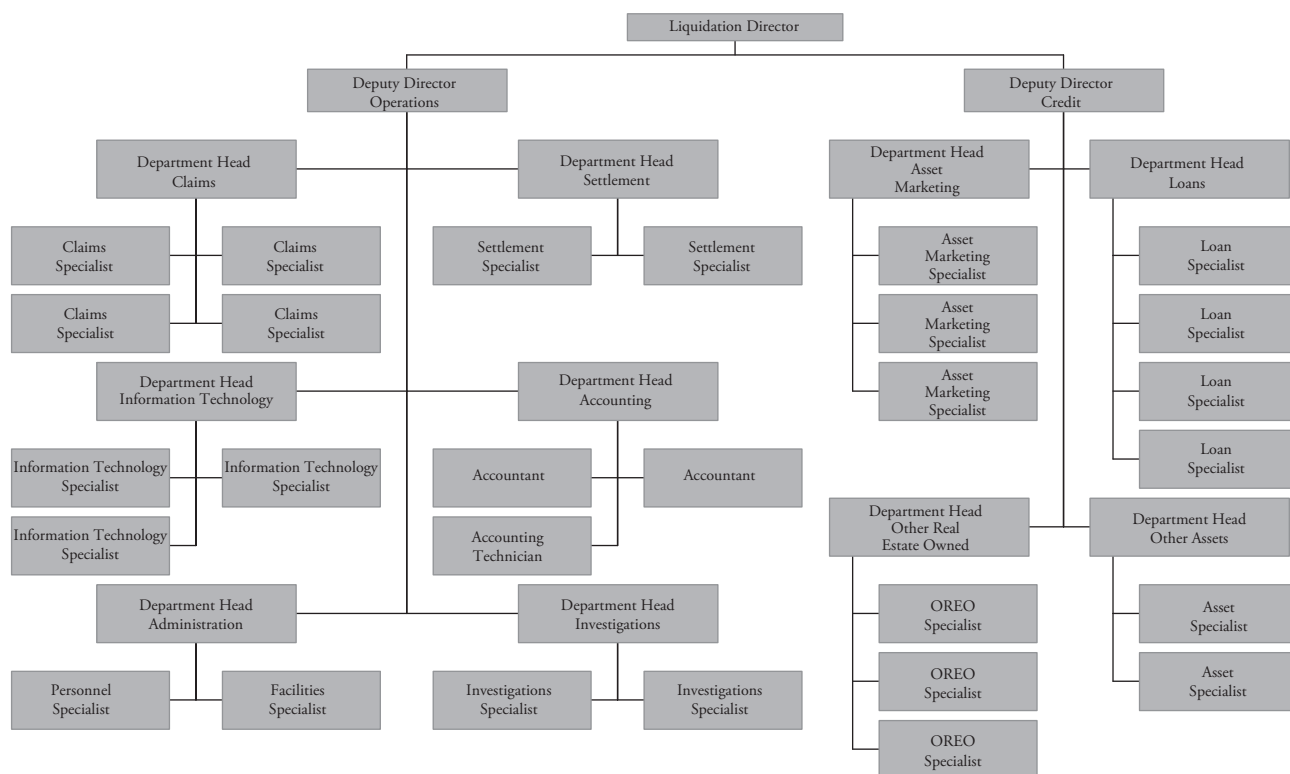 Liquidation Director
Deputy Director
Operations
Deputy Director
Credit
Department Head
Claims
Department Head
Settlement
Department Head
Asset
Marketing
Department Head
Loans
Claims
Specialist
Claims
Specialist
Settlement
Specialist
Settlement
Specialist
Asset
Marketing
Specialist
Loan
Specialist
Claims
Specialist
Claims
Specialist
Asset
Marketing
Specialist
Loan
Specialist
Department Head
Information Technology
Department Head
Accounting
Asset
Marketing
Specialist
Loan
Specialist
Loan
Specialist
Information Technology
Specialist
Information Technology
Specialist
Accountant
Accountant
Information Technology
Specialist
Accounting
Technician
Department Head
Other Real
Estate Owned
Department Head
Other Assets
Department Head
Administration
Department Head
Investigations
OREO
Specialist
Asset
Specialist
Personnel
Specialist
Facilities
Specialist
Investigations
Specialist
Investigations
Specialist
OREO
Specialist
Asset
Specialist
OREO
Specialist